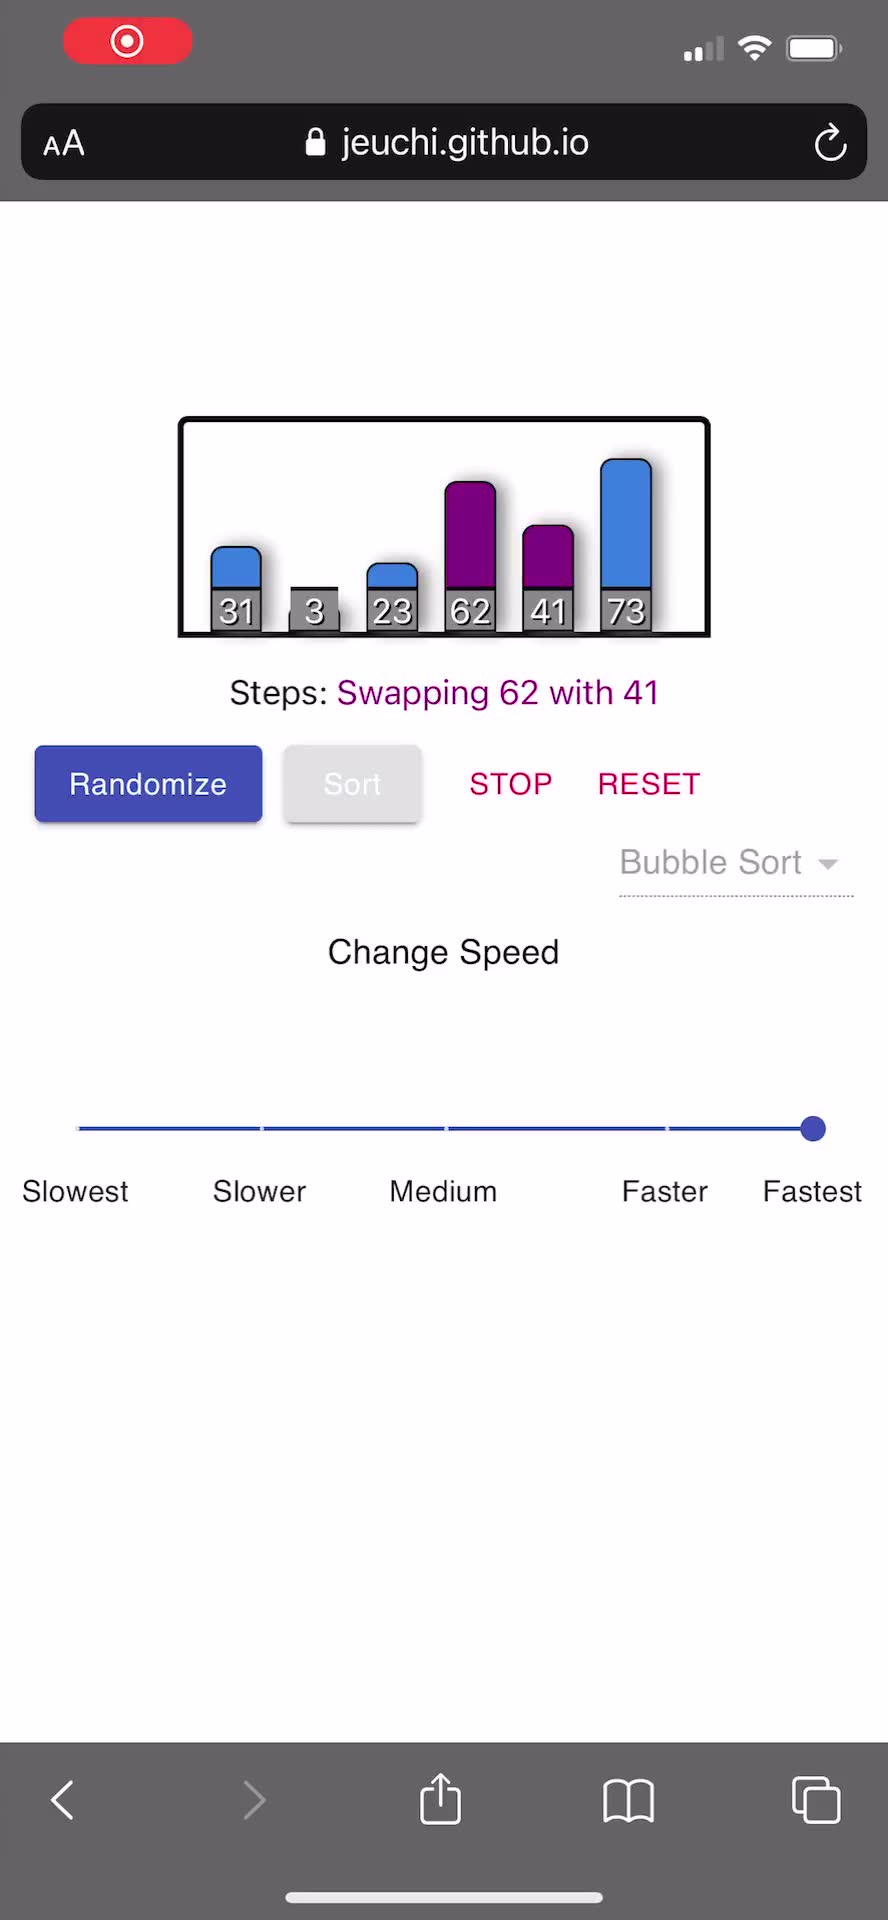 AA jeuchi.github.io
31 3 23 62 41 73
Steps: Swapping 62 with 41
Randomize Sort STOP RESET
Bubble Sort
Change Speed
Slowest Slower Medium Faster Fastest